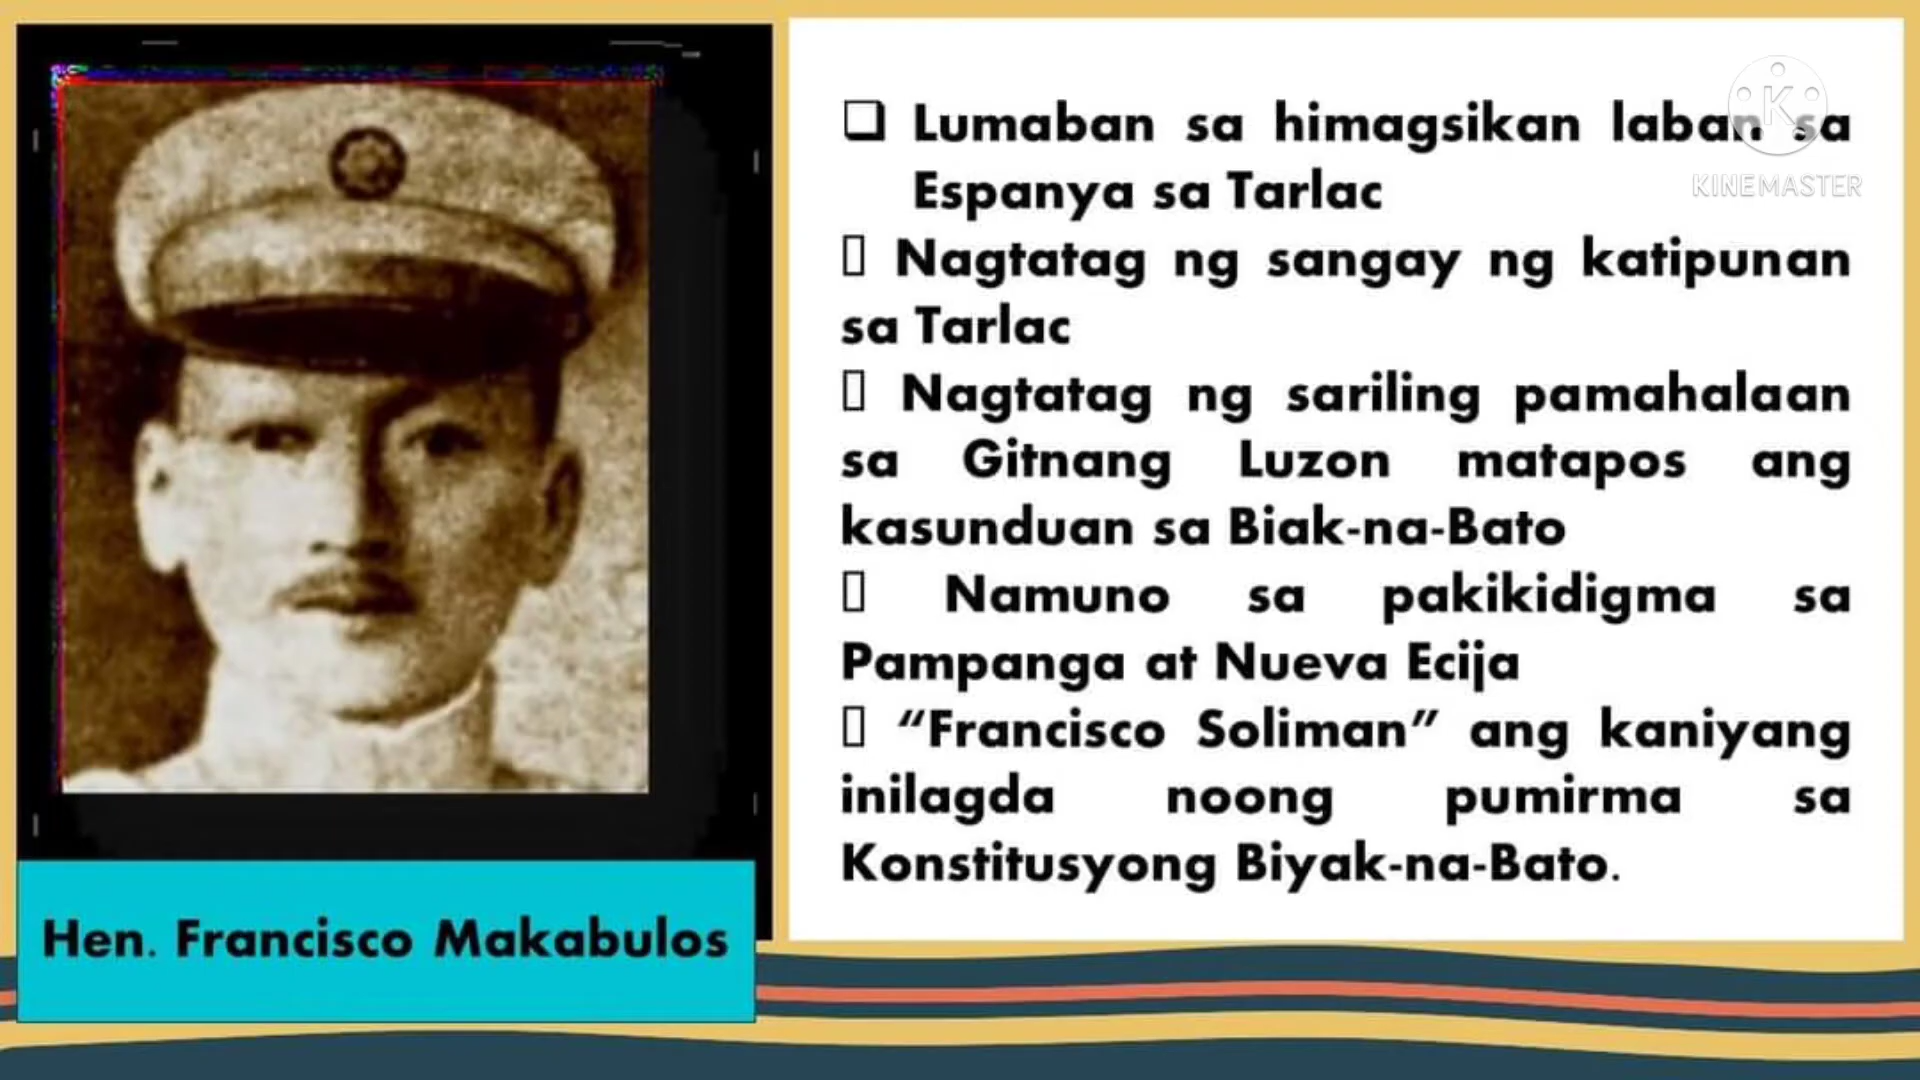 ❑ Lumaban sa himagsikan laban sa
Espanya sa Tarlac
▯ Nagtatag ng sangay ng katipunan
sa Tarlac
▯ Nagtatag ng sariling pamahalaan
sa Gitnang Luzon matapos ang
kasunduan sa Biak-na-Bato
▯ Namuno sa pakikidigma sa
Pampanga at Nueva Ecija
▯ “Francisco Soliman” ang kaniyang
inilagda noong pumirma sa
Konstitusyong Biyak-na-Bato.
K
KINEMASTER
Hen. Francisco Makabulos